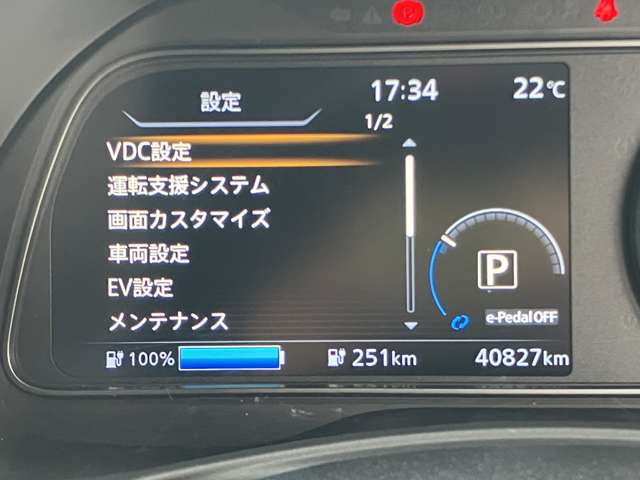 設定
17:34
22℃
1/2
VDC設定
運転支援システム
画面カスタマイズ
車両設定
EV設定
メンテナンス
P
e-Pedal OFF
100%
251km
40827km